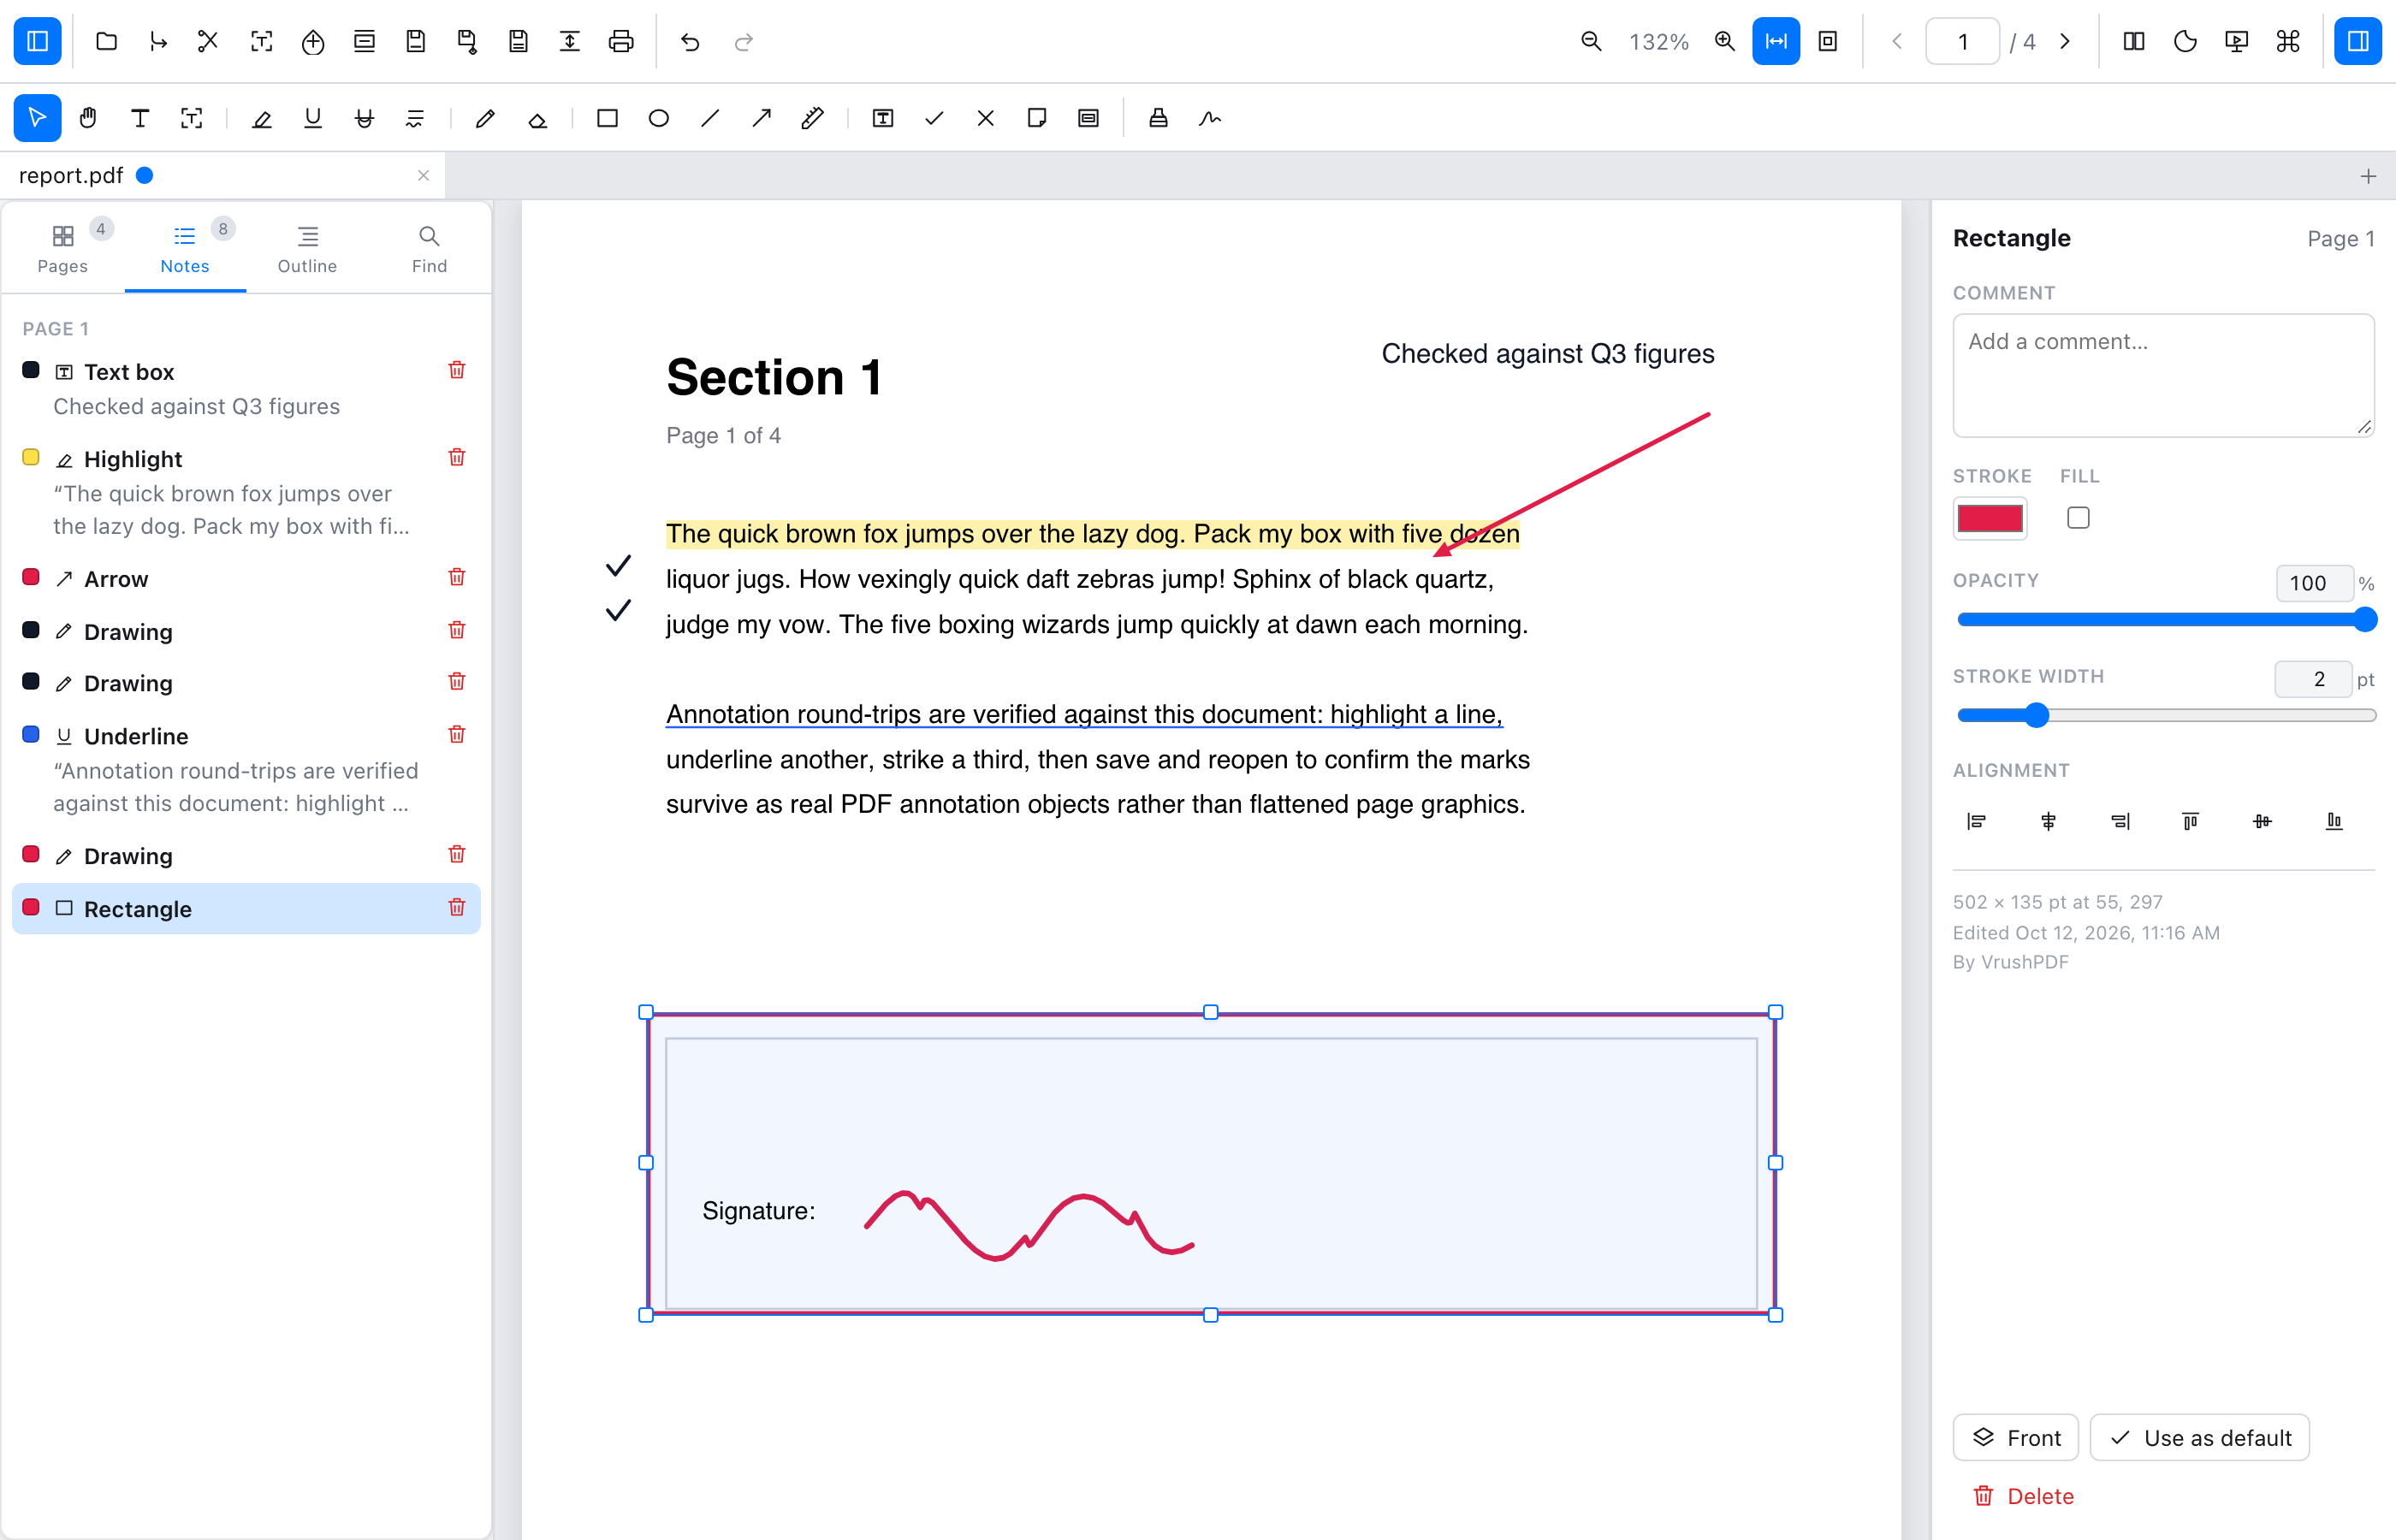 132%
1 / 4
report.pdf
Pages 4
Notes 8
Outline
Find
PAGE 1
Text box
Checked against Q3 figures
Highlight
“The quick brown fox jumps over
the lazy dog. Pack my box with fi...
Arrow
Drawing
Drawing
Underline
“Annotation round-trips are verified
against this document: highlight ...
Drawing
Rectangle
Section 1
Checked against Q3 figures
Page 1 of 4
The quick brown fox jumps over the lazy dog. Pack my box with five dozen
liquor jugs. How vexingly quick daft zebras jump! Sphinx of black quartz,
judge my vow. The five boxing wizards jump quickly at dawn each morning.
Annotation round-trips are verified against this document: highlight a line,
underline another, strike a third, then save and reopen to confirm the marks
survive as real PDF annotation objects rather than flattened page graphics.
Signature:
Rectangle
Page 1
COMMENT
Add a comment...
STROKE FILL
OPACITY 100 %
STROKE WIDTH 2 pt
ALIGNMENT
502 × 135 pt at 55, 297
Edited Oct 12, 2026, 11:16 AM
By VrushPDF
Front
Use as default
Delete